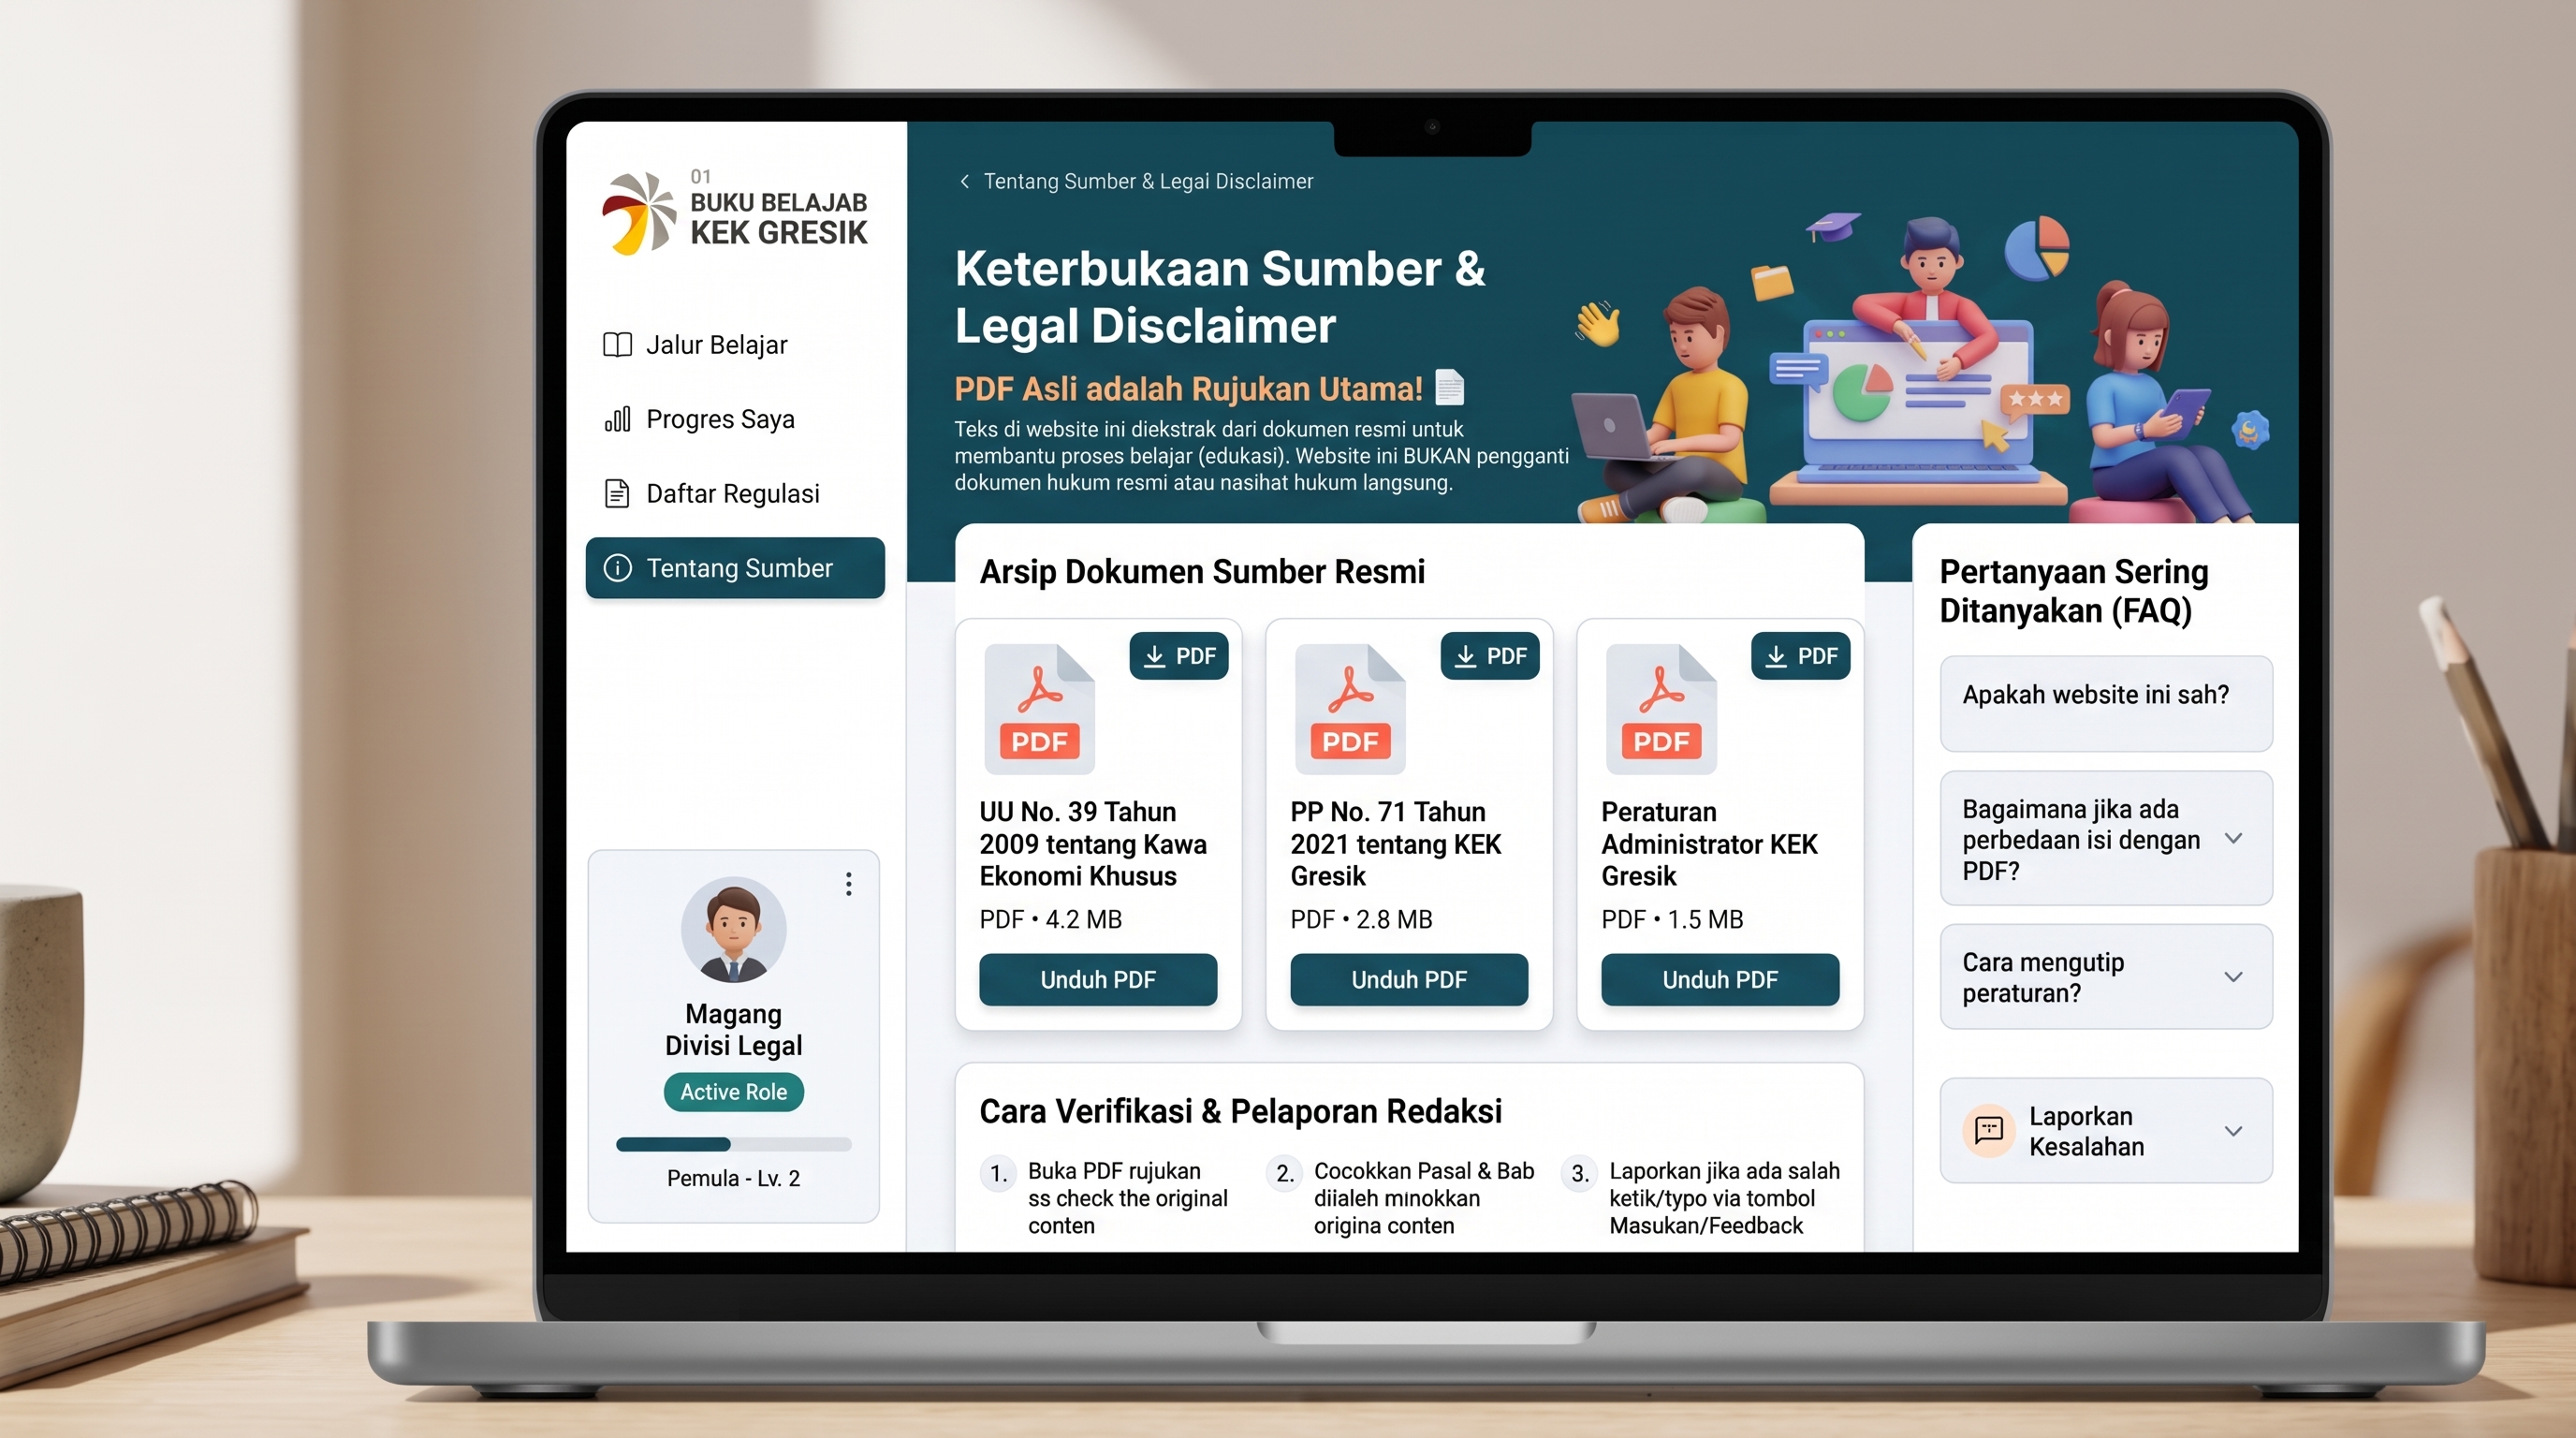 01
BUKU BELAJAB
KEK GRESIK
Jalur Belajar
Progres Saya
Daftar Regulasi
Tentang Sumber
Magang
Divisi Legal
Active Role
Pemula - Lv. 2
Tentang Sumber & Legal Disclaimer
Keterbukaan Sumber &
Legal Disclaimer
PDF Asli adalah Rujukan Utama!
Teks di website ini diekstrak dari dokumen resmi untuk
membantu proses belajar (edukasi). Website ini BUKAN pengganti
dokumen hukum resmi atau nasihat hukum langsung.
Arsip Dokumen Sumber Resmi
PDF
PDF
UU No. 39 Tahun
2009 tentang Kawa
Ekonomi Khusus
PDF • 4.2 MB
Unduh PDF
PDF
PDF
PP No. 71 Tahun
2021 tentang KEK
Gresik
PDF • 2.8 MB
Unduh PDF
PDF
PDF
Peraturan
Administrator KEK
Gresik
PDF • 1.5 MB
Unduh PDF
Cara Verifikasi & Pelaporan Redaksi
1. Buka PDF rujukan
ss check the original
conten
2. Cocokkan Pasal & Bab
diialeh minokkan
origina conten
3. Laporkan jika ada salah
ketik/typo via tombol
Masukan/Feedback
Pertanyaan Sering
Ditanyakan (FAQ)
Apakah website ini sah?
Bagaimana jika ada
perbedaan isi dengan
PDF?
Cara mengutip
peraturan?
Laporkan
Kesalahan